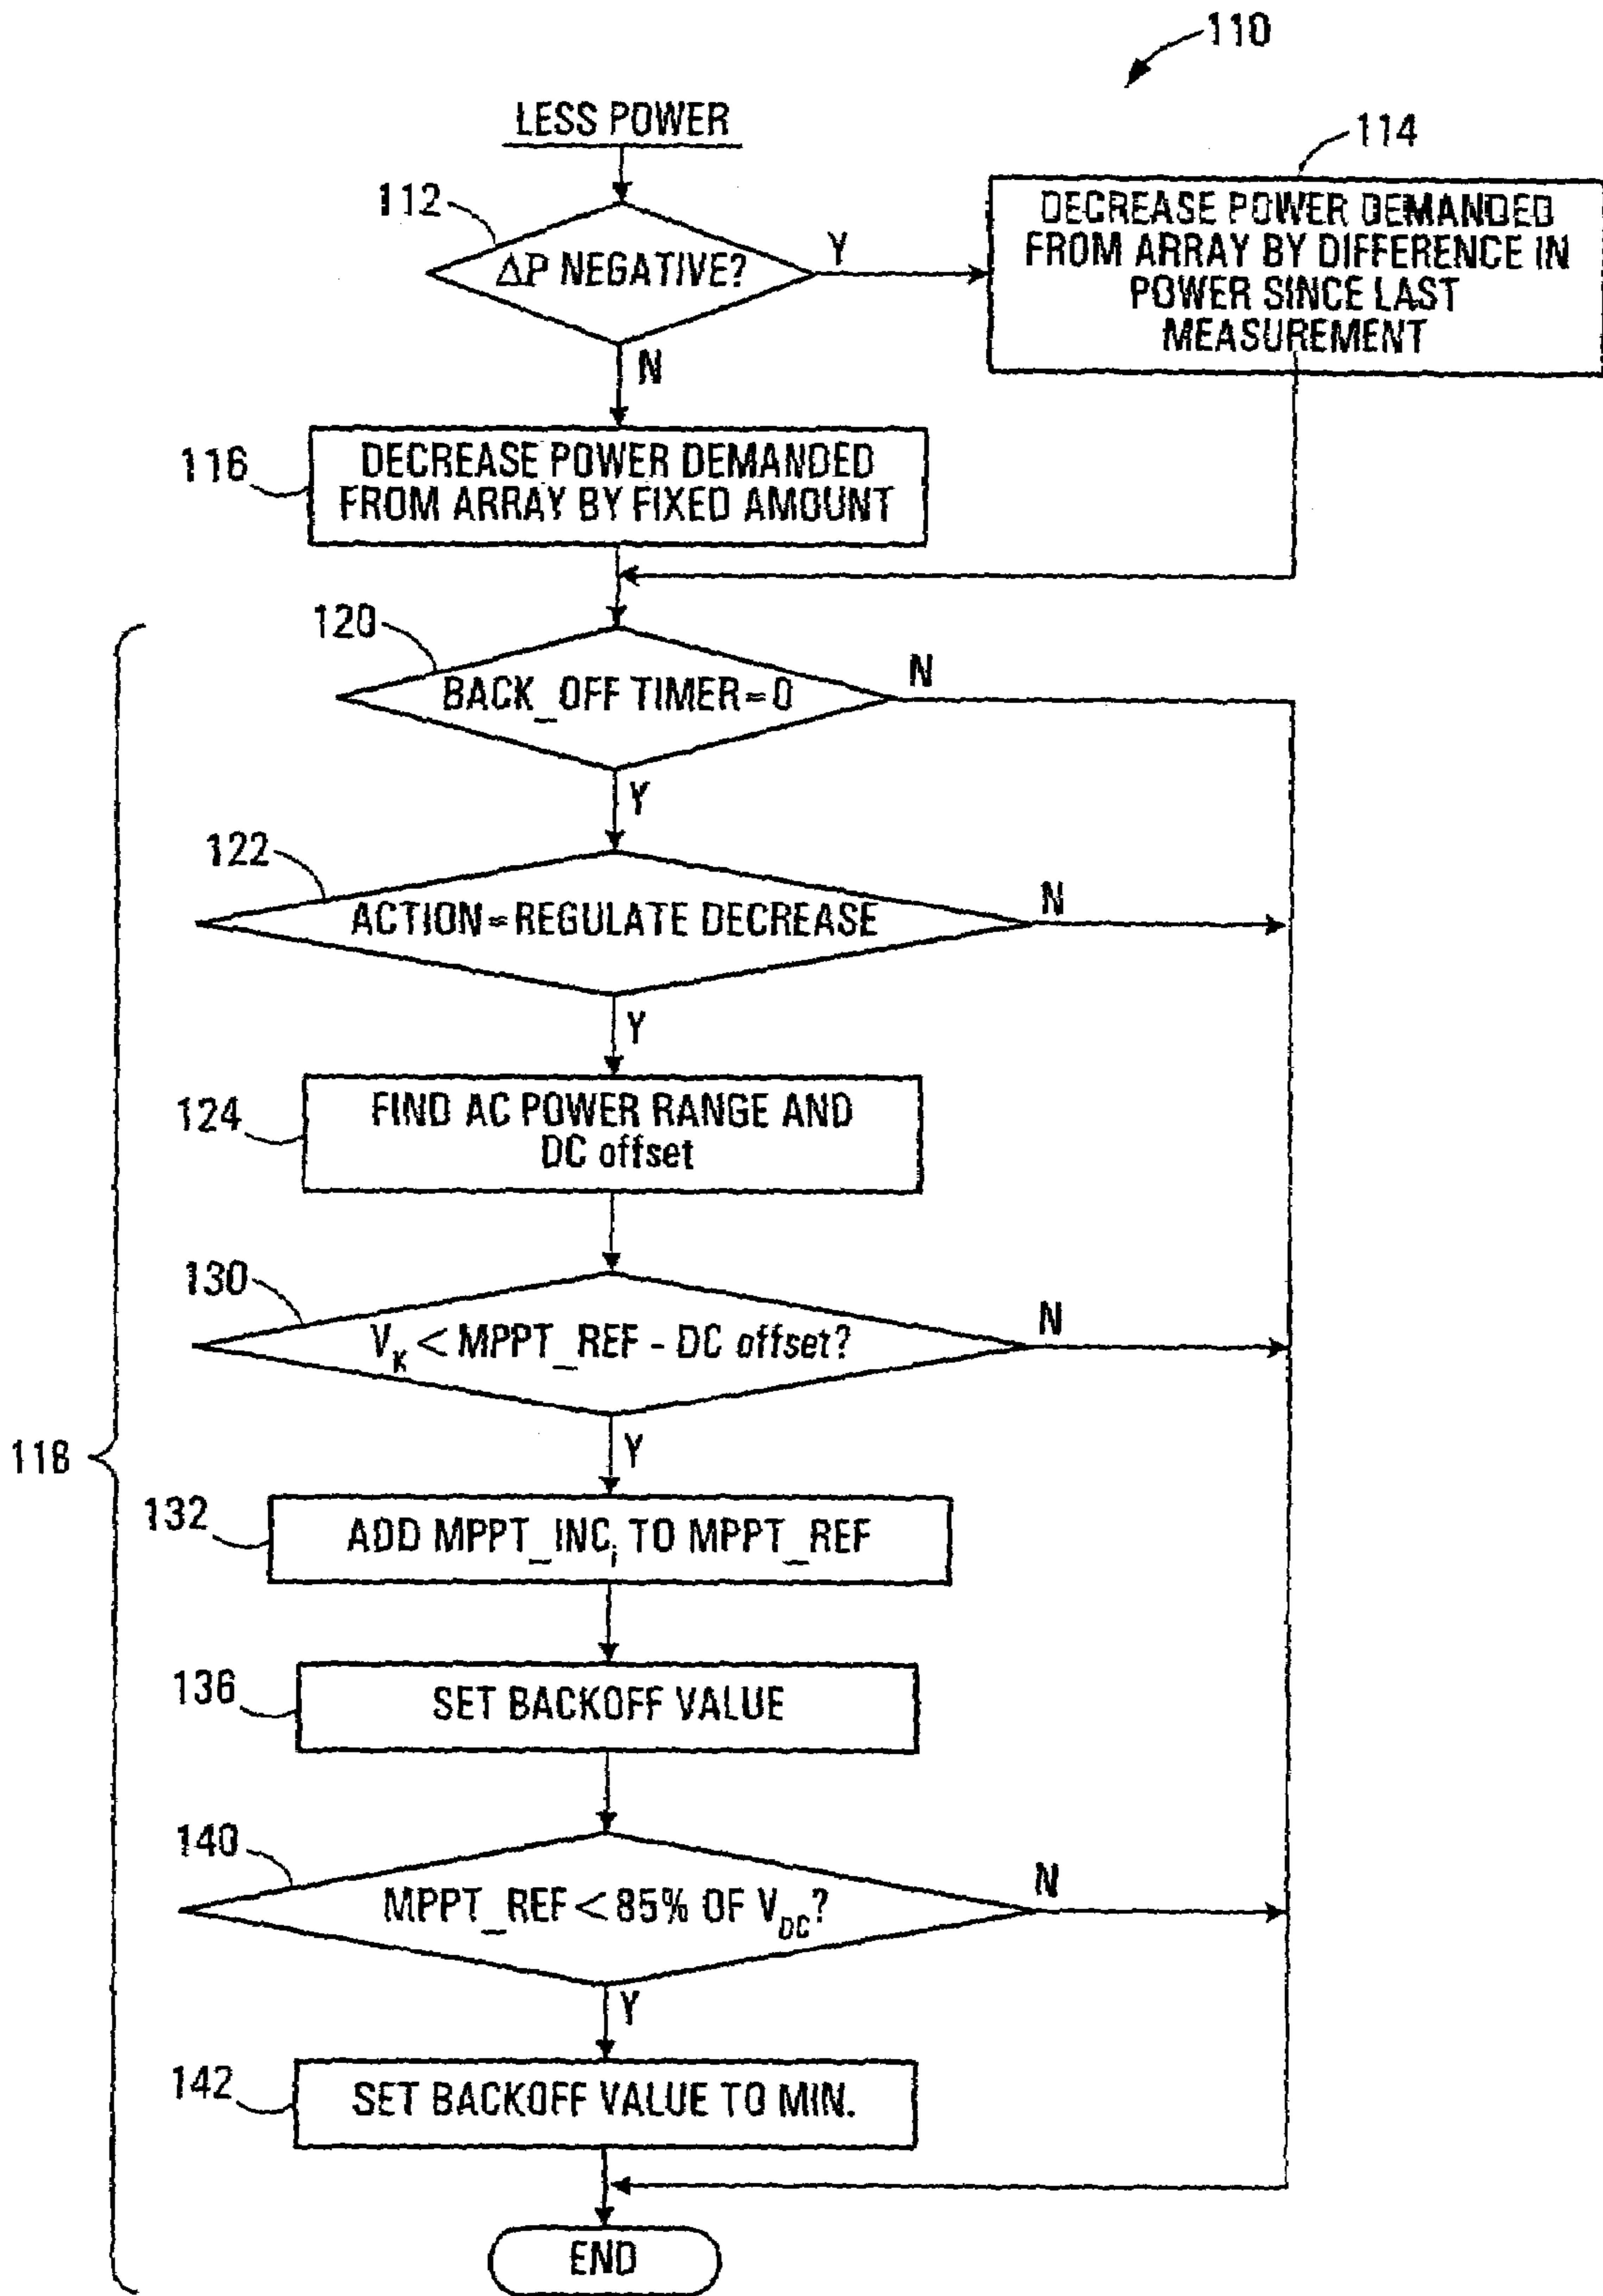 110
LESS POWER
114
112
ΔP NEGATIVE?
Y
DECREASE POWER DEMANDED
FROM ARRAY BY DIFFERENCE IN
POWER SINCE LAST
MEASUREMENT
N
116
DECREASE POWER DEMANDED
FROM ARRAY BY FIXED AMOUNT
120
BACK_OFF TIMER=0
N
Y
122
ACTION=REGULATE DECREASE
N
Y
124
FIND AC POWER RANGE AND
DC offset
130
V_K < MPPT_REF - DC offset?
N
118
Y
132
ADD MPPT_INC_i TO MPPT_REF
136
SET BACKOFF VALUE
140
MPPT_REF < 85% OF V_DC?
N
Y
142
SET BACKOFF VALUE TO MIN.
END